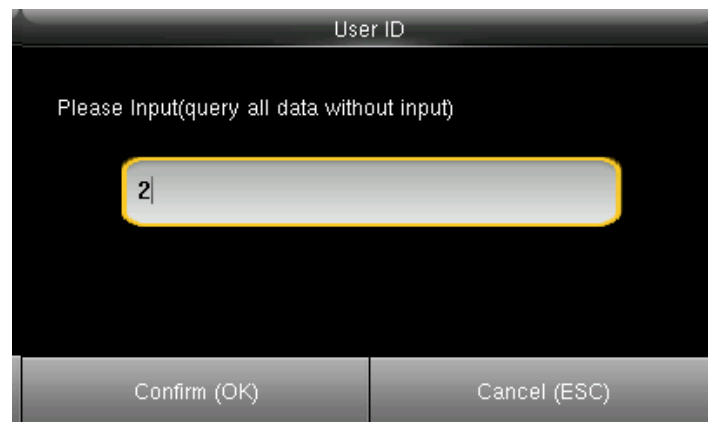 User ID
Please Input(query all data without input)
2
Confirm (OK) Cancel (ESC)